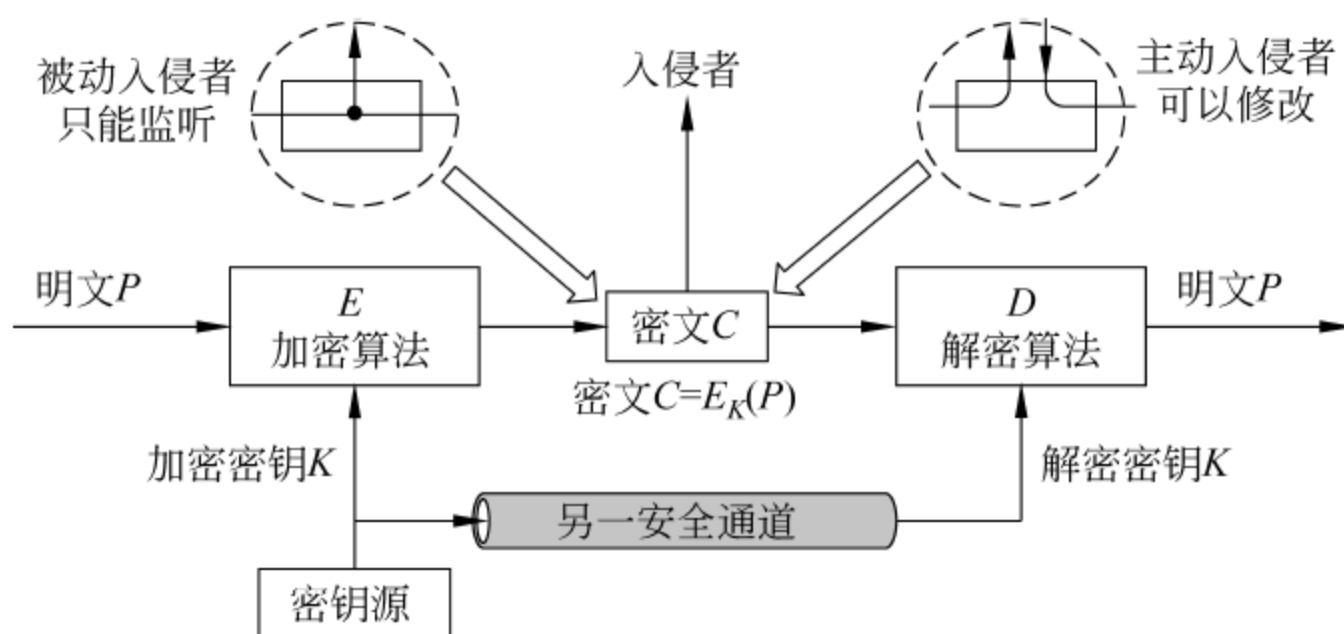 被动入侵者
只能监听
入侵者
主动入侵者
可以修改
明文P
E
加密算法
密文C
D
解密算法
明文P
密文C=E_K(P)
加密密钥K
解密密钥K
另一安全通道
密钥源